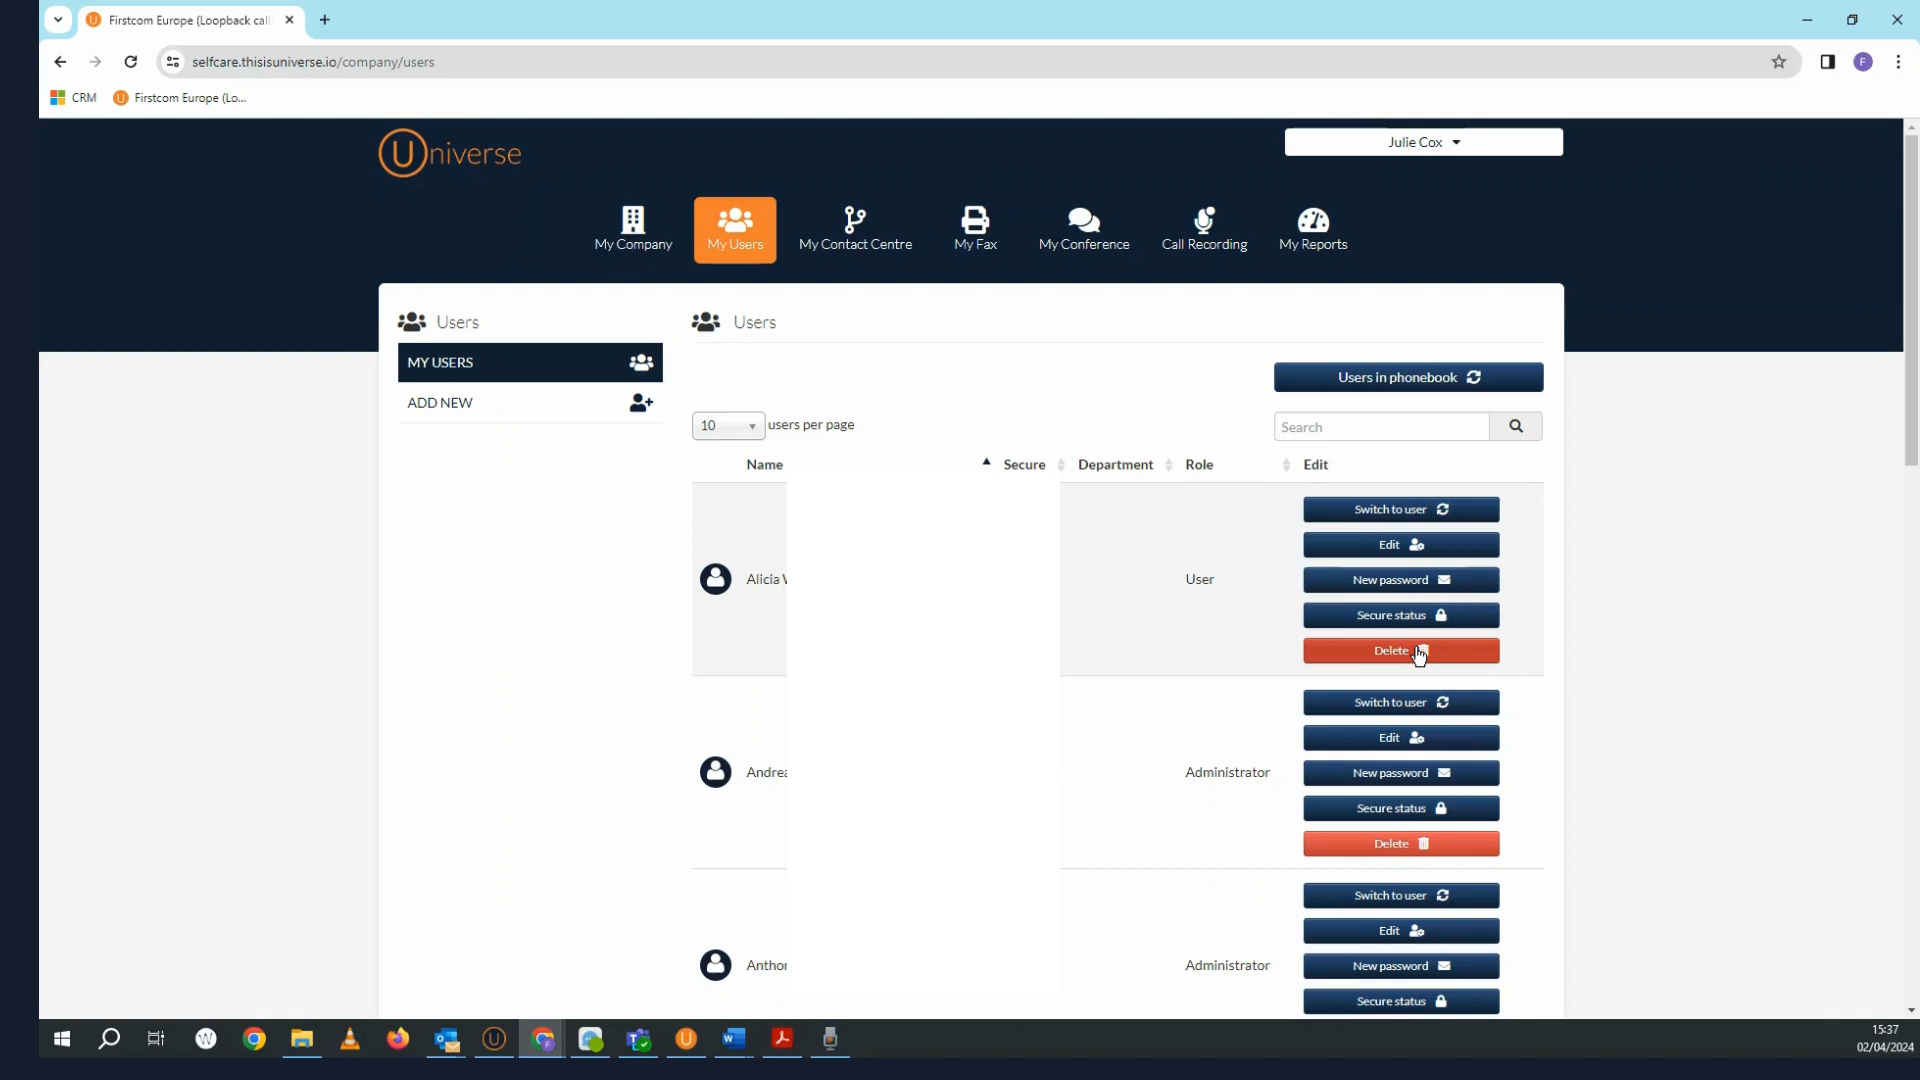 Firstcom Europe (Loopback call
selfcare.thisisuniverse.io/company/users
F
CRM
Firstcom Europe (Lo...
Universe
Julie Cox
My Company
My Users
My Contact Centre
My Fax
My Conference
Call Recording
My Reports
Users
MY USERS
ADD NEW
Users
Users in phonebook
10 users per page
Search
Name Secure Department Role Edit
Switch to user
Edit
Alicia User New password
Secure status
Delete
Switch to user
Edit
Andrea Administrator New password
Secure status
Delete
Switch to user
Edit
Anthon Administrator New password
Secure status
15:37
02/04/2024